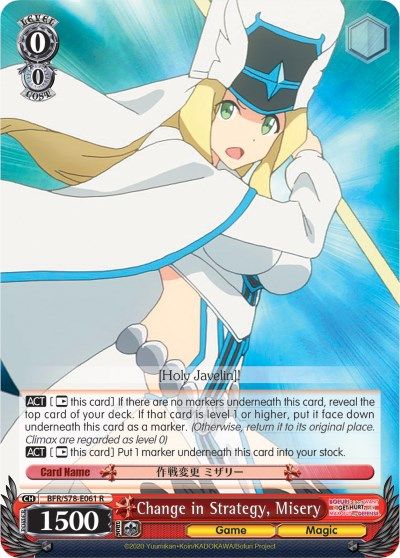 LEVEL
0
0
COST
[Holy Javelin]!
ACT [ this card] If there are no markers underneath this card, reveal the
top card of your deck. If that card is level 1 or higher, put it face down
underneath this card as a marker. (Otherwise, return it to its original place.
Climax are regarded as level 0)
ACT [ this card] Put 1 marker underneath this card into your stock.
Card Name 作戦変更 ミザリー
CH BFR/S78-E061 R
POWER 1500
Change in Strategy, Misery
Game Magic
©2020 Yuumikan•Koin/KADOKAWA/Bofuri Project